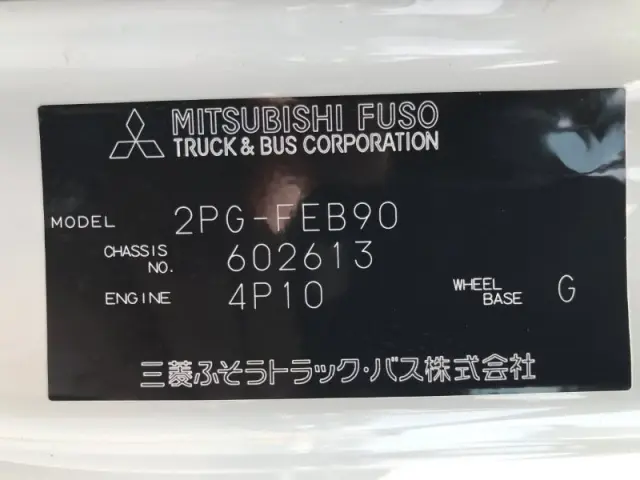 MITSUBISHI FUSO
TRUCK & BUS CORPORATION
MODEL 2PG-FEB90
CHASSIS NO. 602613
ENGINE 4P10 WHEEL BASE G
三菱ふそうトラック・バス株式会社